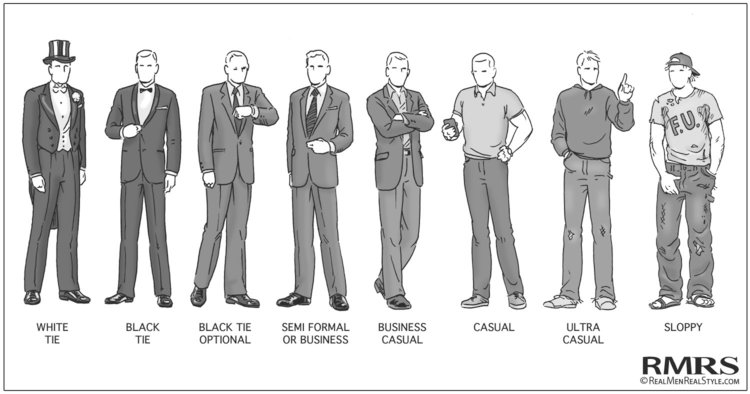 F.U.!
WHITE
TIE
BLACK
TIE
BLACK TIE
OPTIONAL
SEMI FORMAL
OR BUSINESS
BUSINESS
CASUAL
CASUAL
ULTRA
CASUAL
SLOPPY
RMRS
©REALMENREALSTYLE.COM